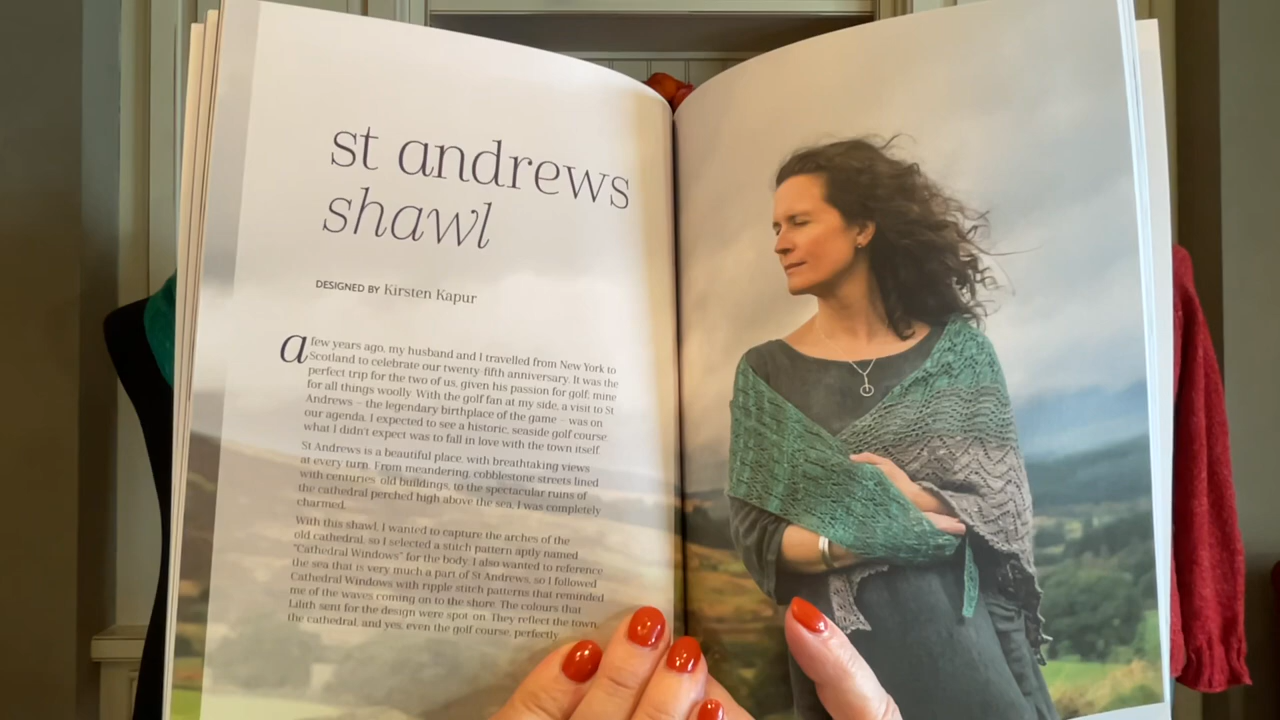 st andrews
shawl
DESIGNED BY Kirsten Kapur
a few years ago, my husband and I travelled from New York to
Scotland to celebrate our twenty-fifth anniversary. It was the
perfect trip for the two of us, given his passion for golf; mine
for all things woolly. With the golf fan at my side, a visit to St
Andrews – the legendary birthplace of the game – was on
our agenda. I expected to see a historic, seaside golf course
what I didn't expect was to fall in love with the town itself.
St Andrews is a beautiful place, with breathtaking views
at every turn. From meandering, cobblestone streets lined
with centuries old buildings, to the spectacular ruins of
the cathedral perched high above the sea, I was completely
charmed.
With this shawl, I wanted to capture the arches of the
old cathedral, so I selected a stitch pattern aptly named
"Cathedral Windows" for the body. I also wanted to reference
the sea that is very much a part of St Andrews, so I followed
Cathedral Windows with ripple stitch patterns that reminded
me of the waves coming on to the shore. The colours that
Lilith sent for the design were spot on. They reflect the town,
the cathedral, and yes, even the golf course, perfectly